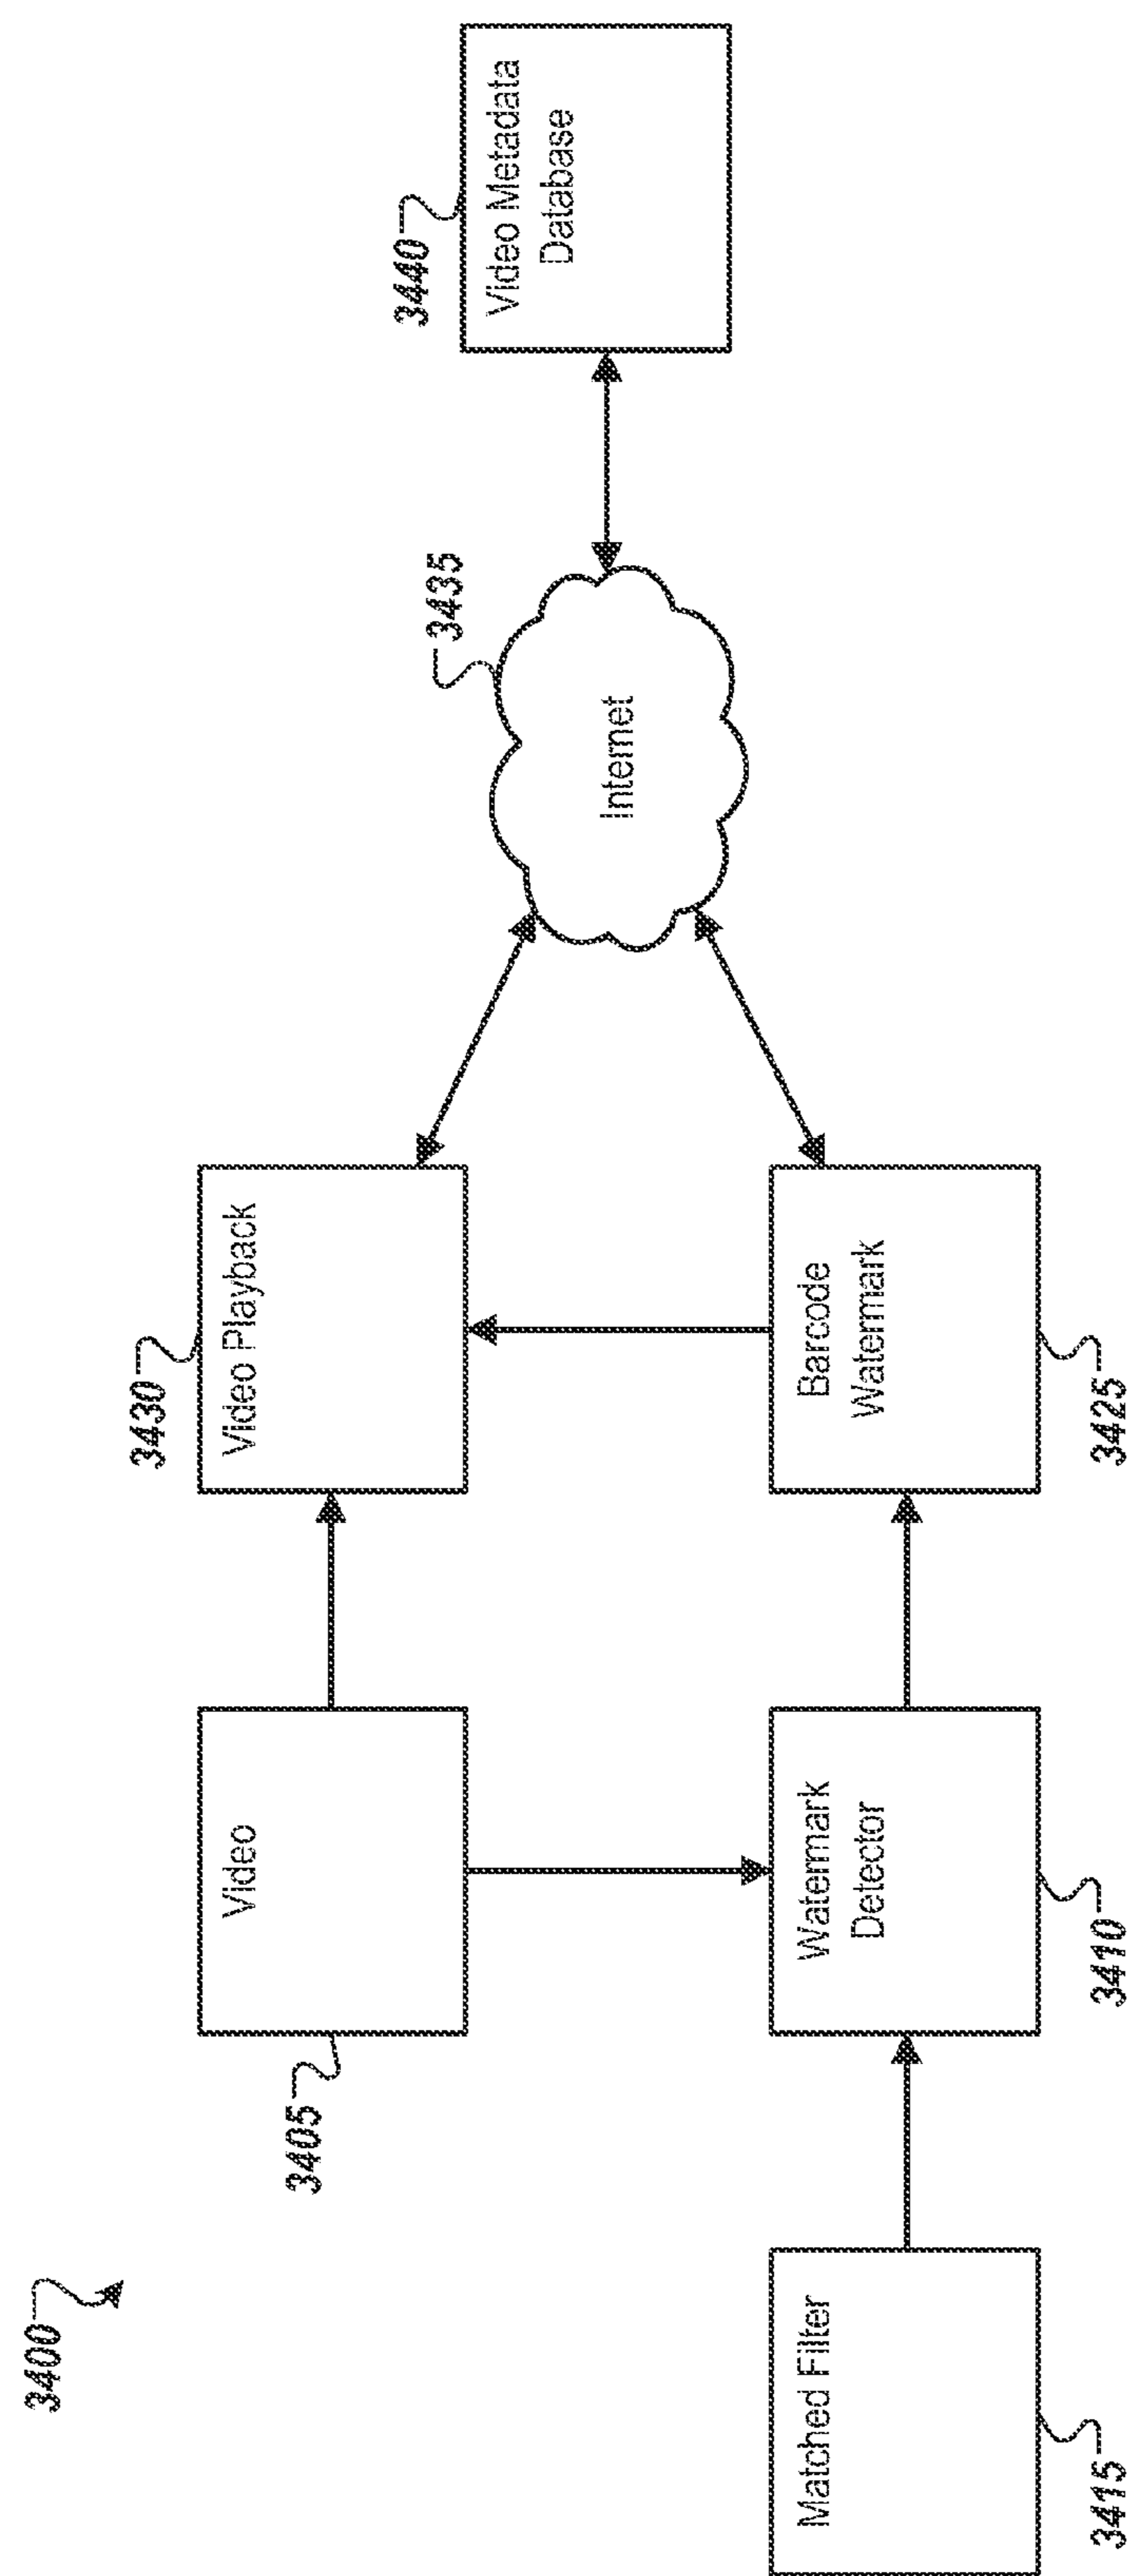 3400
3405
Video
3430
Video Playback
3435
Internet
3440
Video Metadata
Database
Matched Filter
3415
Watermark
Detector
3410
Barcode
Watermark
3425